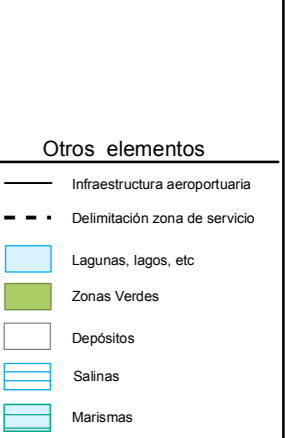 Otros elementos
Infraestructura aeroportuaria
Delimitación zona de servicio
Lagunas, lagos, etc
Zonas Verdes
Depósitos
Salinas
Marismas